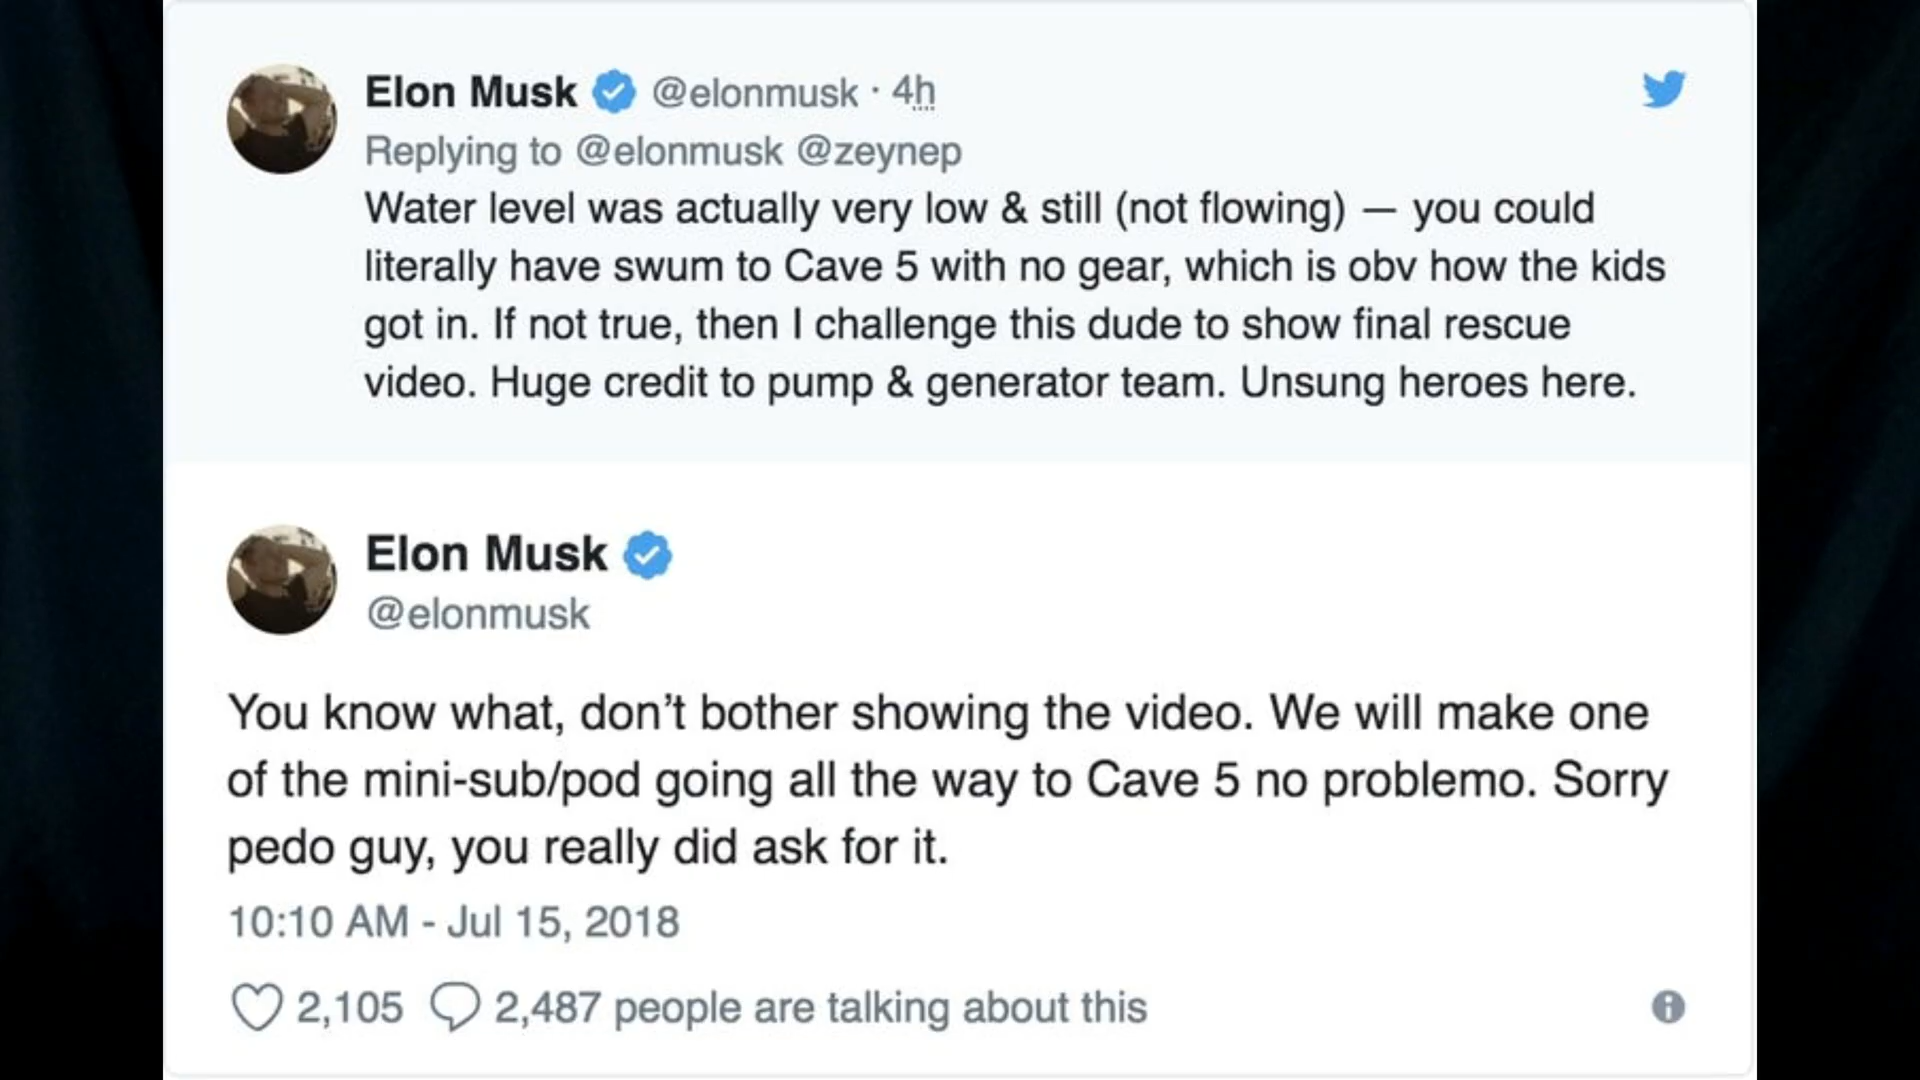 Elon Musk @elonmusk · 4h
Replying to @elonmusk @zeynep
Water level was actually very low & still (not flowing) — you could
literally have swum to Cave 5 with no gear, which is obv how the kids
got in. If not true, then I challenge this dude to show final rescue
video. Huge credit to pump & generator team. Unsung heroes here.
Elon Musk
@elonmusk
You know what, don’t bother showing the video. We will make one
of the mini-sub/pod going all the way to Cave 5 no problemo. Sorry
pedo guy, you really did ask for it.
10:10 AM - Jul 15, 2018
2,105 2,487 people are talking about this